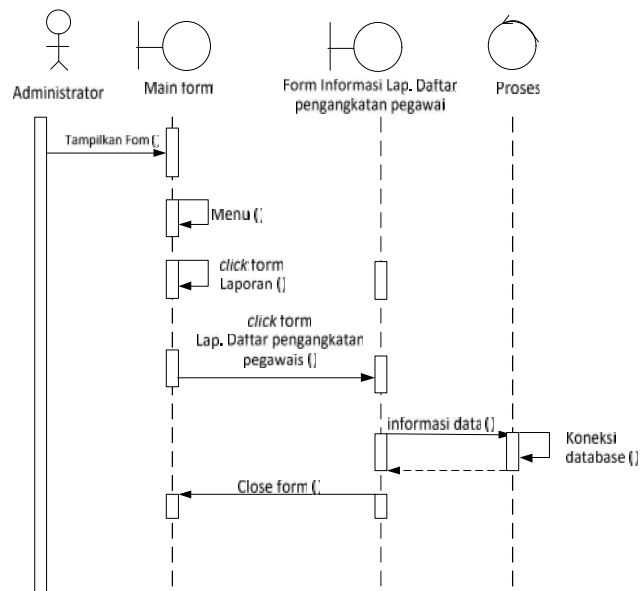 Administrator
Main form
Form Informasi Lap. Daftar
pengangkatan pegawai
Proses
Tampilkan Fom ()
Menu ()
click form
Laporan ()
click form
Lap. Daftar pengangkatan
pegawais ()
informasi data ()
Koneksi
database ()
Close form ()